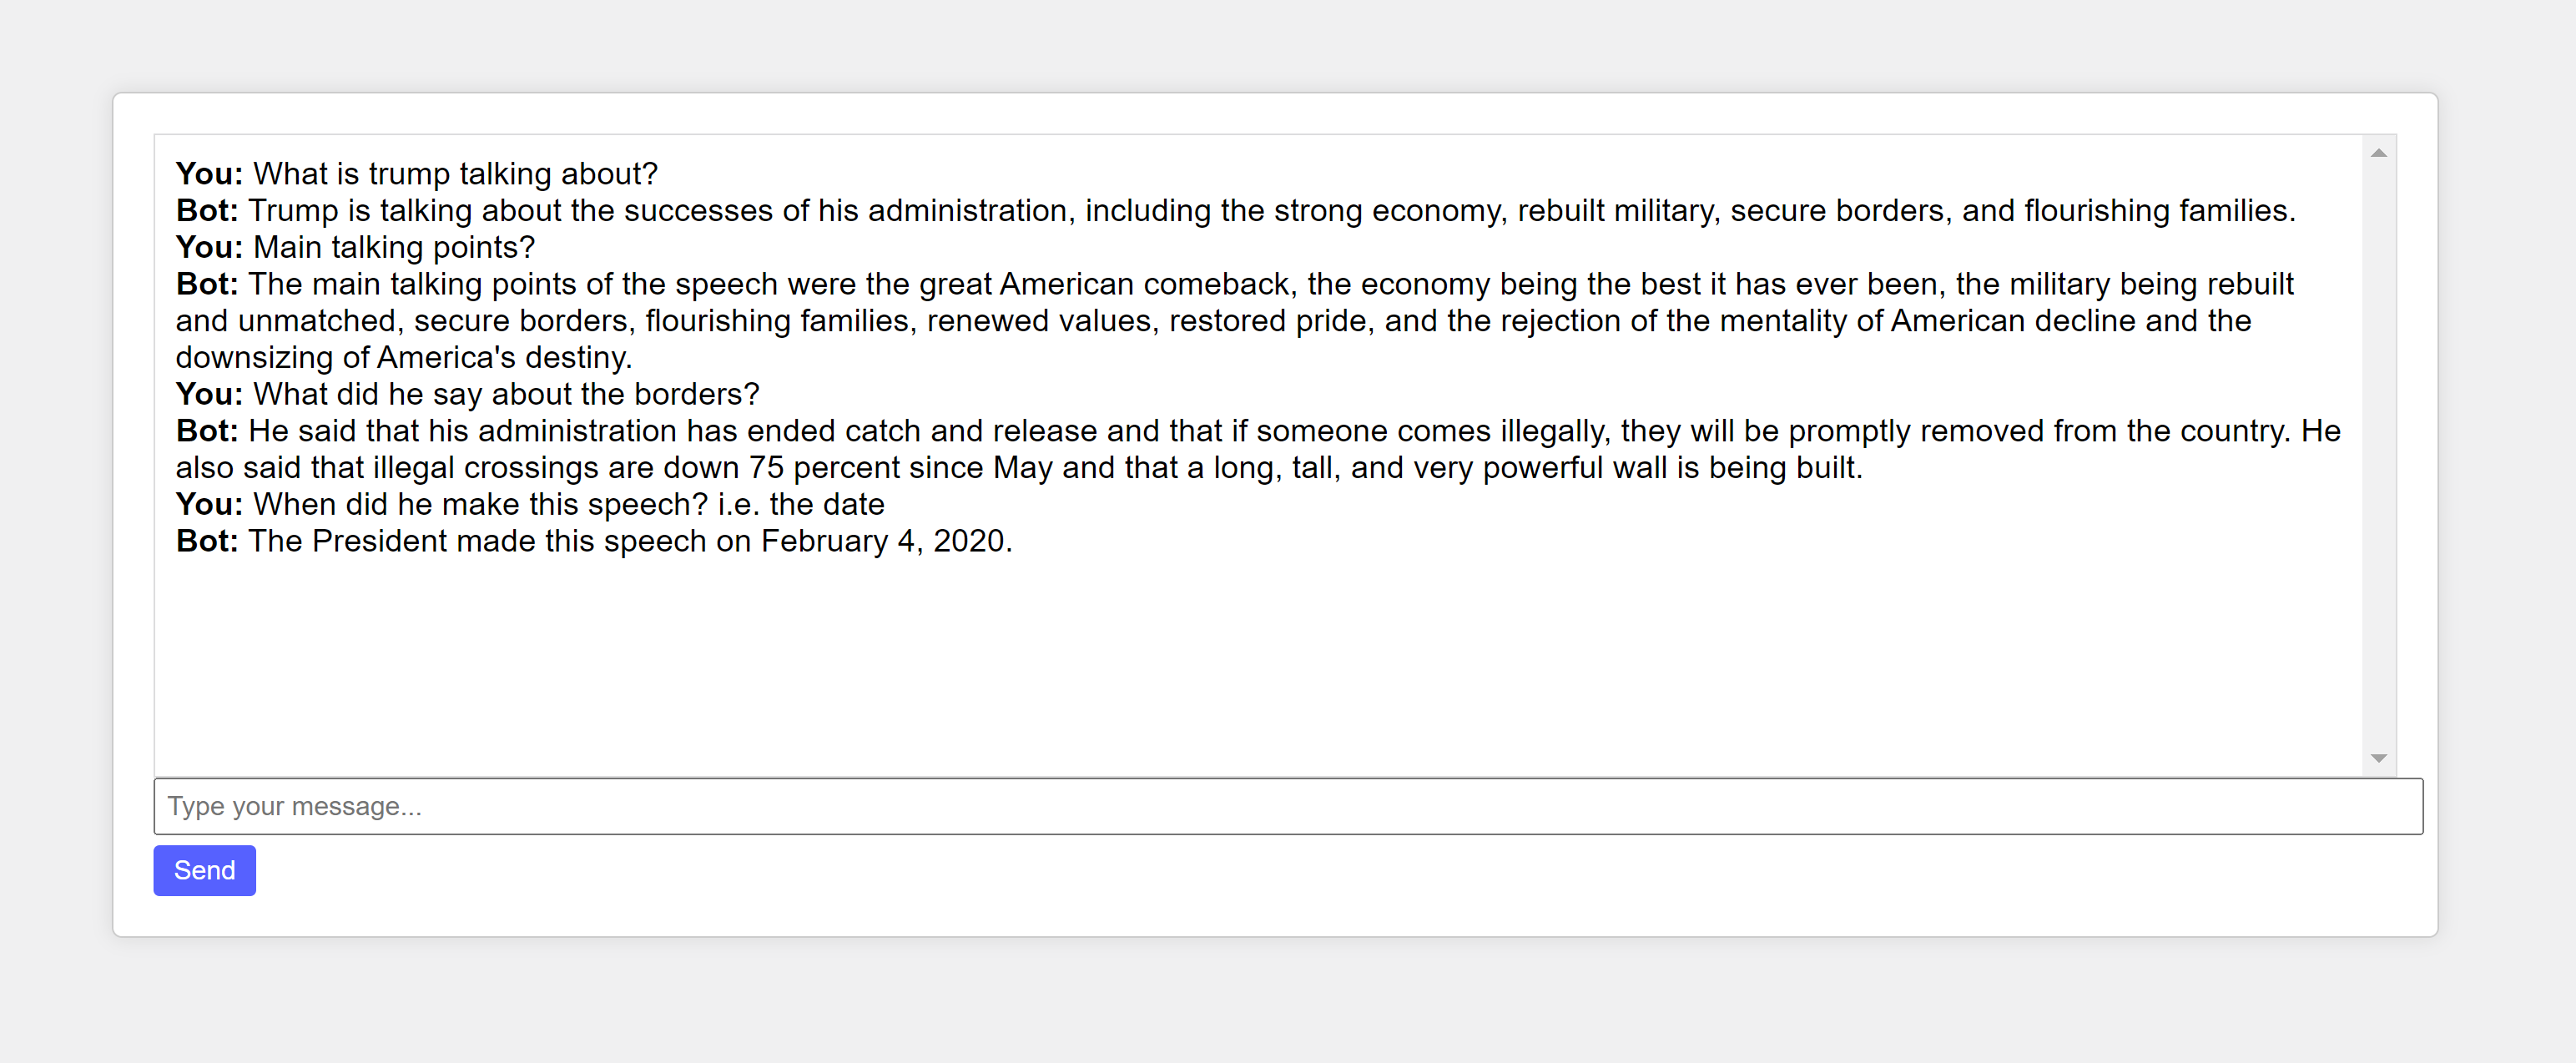 You: What is trump talking about?
Bot: Trump is talking about the successes of his administration, including the strong economy, rebuilt military, secure borders, and flourishing families.
You: Main talking points?
Bot: The main talking points of the speech were the great American comeback, the economy being the best it has ever been, the military being rebuilt
and unmatched, secure borders, flourishing families, renewed values, restored pride, and the rejection of the mentality of American decline and the
downsizing of America's destiny.
You: What did he say about the borders?
Bot: He said that his administration has ended catch and release and that if someone comes illegally, they will be promptly removed from the country. He
also said that illegal crossings are down 75 percent since May and that a long, tall, and very powerful wall is being built.
You: When did he make this speech? i.e. the date
Bot: The President made this speech on February 4, 2020.
Type your message...
Send